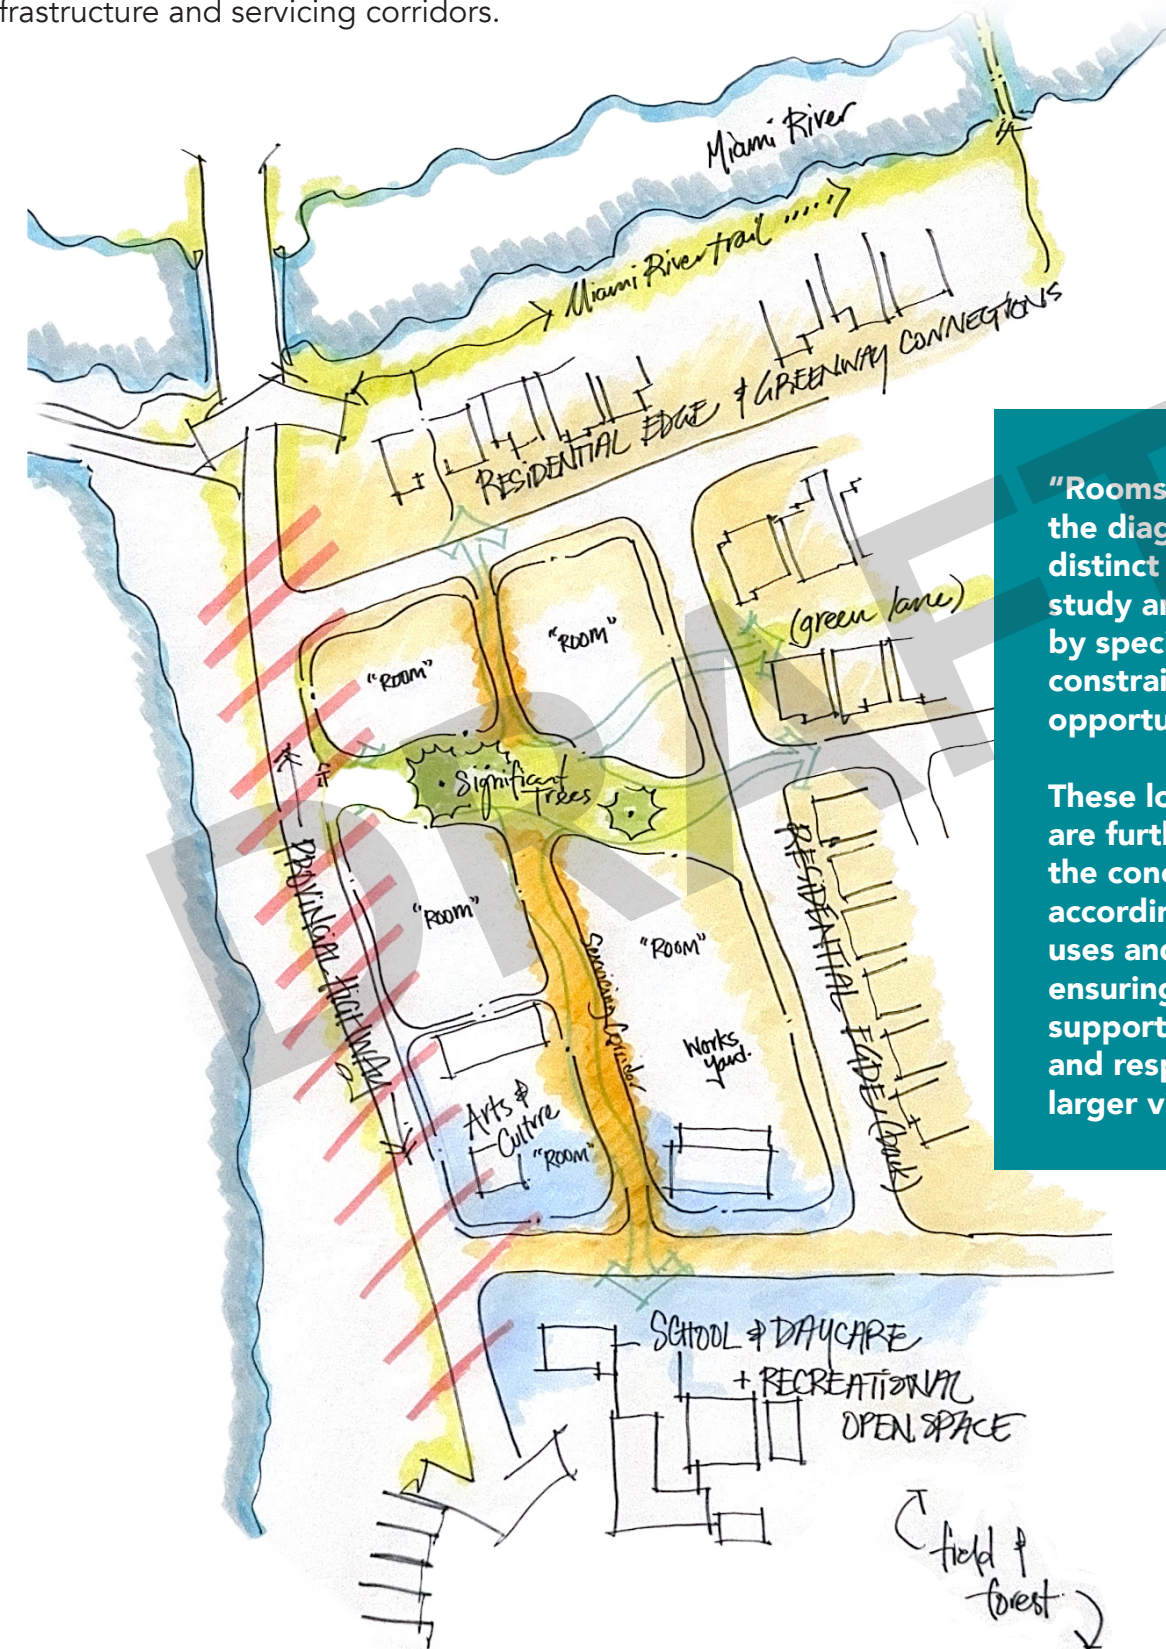 frastructure and servicing corridors.
Miami River
Miami River trail
RESIDENTIAL EDGE & GREENWAY CONNECTIONS
(green lane)
"ROOM"
"ROOM"
Significant
Trees
"ROOM"
"ROOM"
Servicing Corridor
Works
yard.
PROVINCIAL HIGHWAY
RESIDENTIAL EGDE (back)
Arts &
Culture
"ROOM"
SCHOOL & DAYCARE
+ RECREATIONAL
OPEN SPACE
field &
forest
DRAFT
"Rooms
the diag
distinct
study ar
by spec
constrai
opportu
These lo
are furth
the conc
accordin
uses and
ensuring
support
and resp
larger v